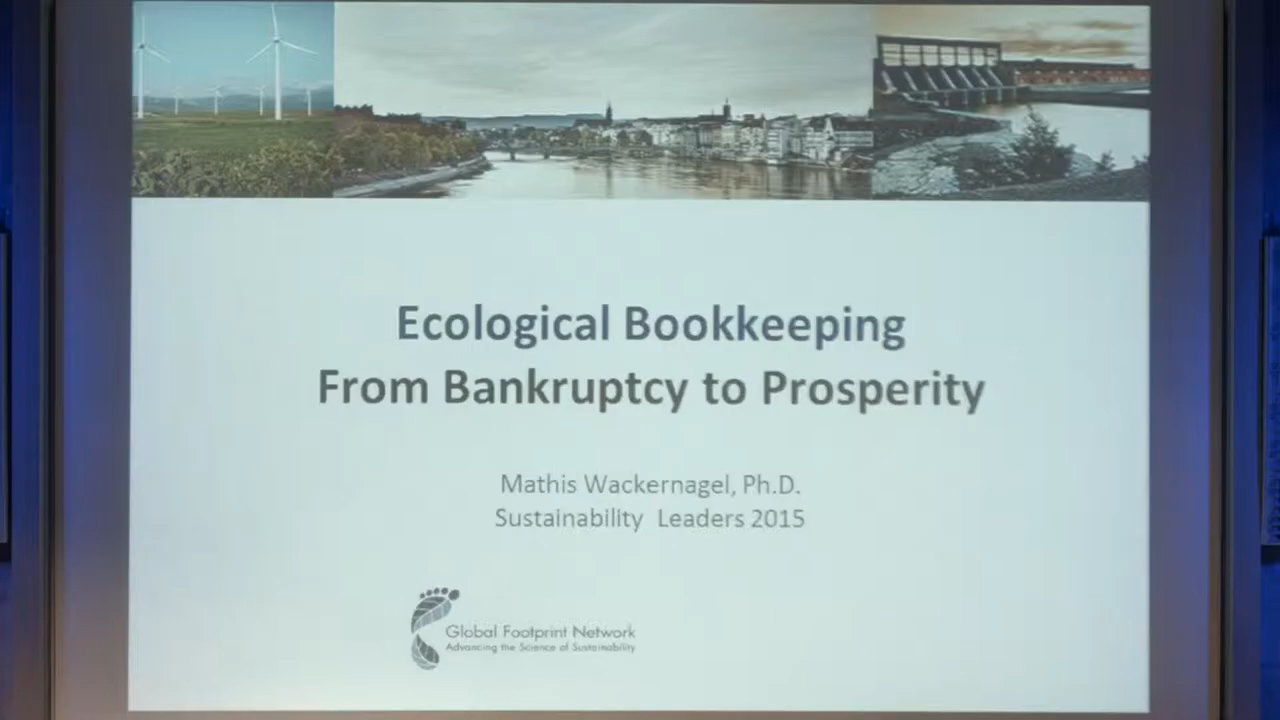 Ecological Bookkeeping
From Bankruptcy to Prosperity
Mathis Wackernagel, Ph.D.
Sustainability Leaders 2015
Global Footprint Network
Advancing the Science of Sustainability